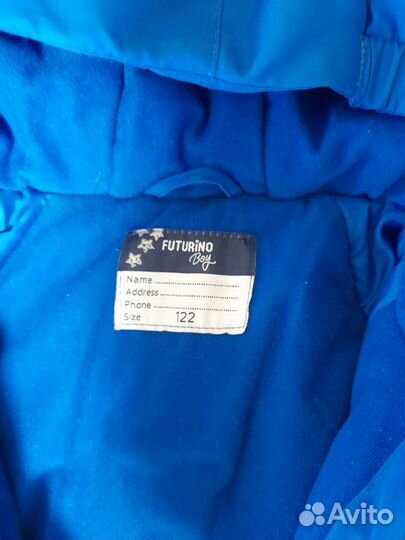 FUTURiNO
Boy
Name..............................
Address..........................
Phone.............................
Size 122
Avito